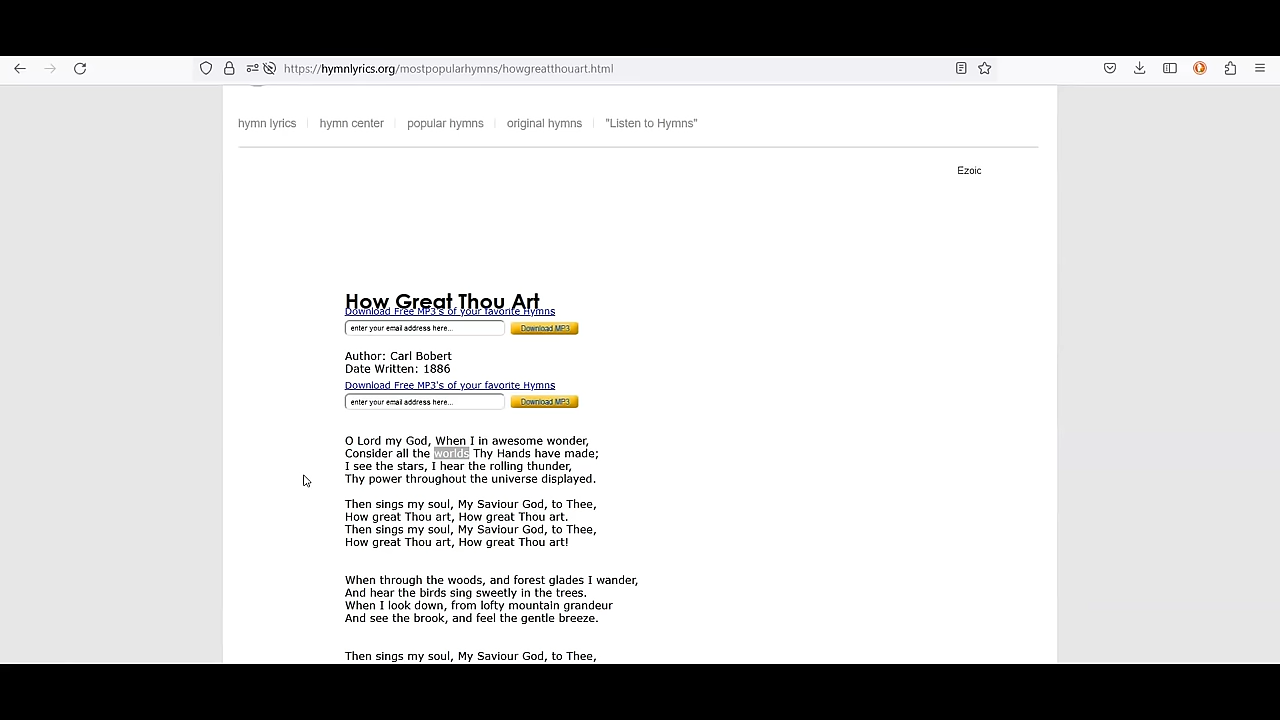 https://hymnlyrics.org/mostpopularhymns/howgreatthouart.html
hymn lyrics
hymn center
popular hymns
original hymns
"Listen to Hymns"
Ezoic
How Great Thou Art
Download Free MP3's of your favorite Hymns
enter your email address here... Download MP3
Author: Carl Bobert
Date Written: 1886
Download Free MP3's of your favorite Hymns
enter your email address here... Download MP3
O Lord my God, When I in awesome wonder,
Consider all the worlds Thy Hands have made;
I see the stars, I hear the rolling thunder,
Thy power throughout the universe displayed.
Then sings my soul, My Saviour God, to Thee,
How great Thou art, How great Thou art.
Then sings my soul, My Saviour God, to Thee,
How great Thou art, How great Thou art!
When through the woods, and forest glades I wander,
And hear the birds sing sweetly in the trees.
When I look down, from lofty mountain grandeur
And see the brook, and feel the gentle breeze.
Then sings my soul, My Saviour God, to Thee,